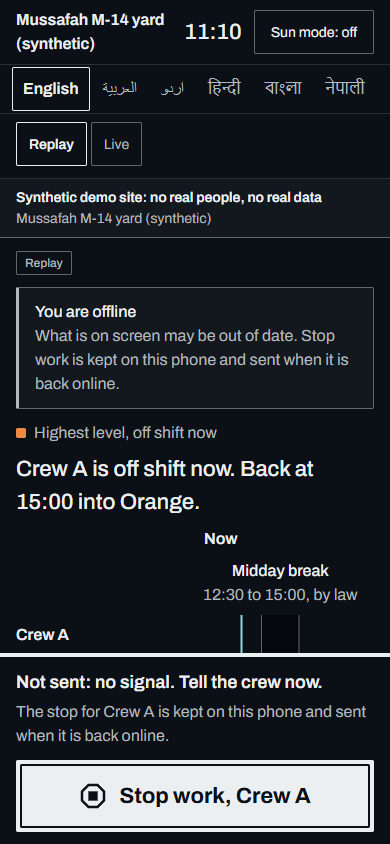 Mussafah M-14 yard
(synthetic)
11:10
Sun mode: off
English العربية اردو हिन्दी বাংলা नेपाली
Replay Live
Synthetic demo site: no real people, no real data
Mussafah M-14 yard (synthetic)
Replay
You are offline
What is on screen may be out of date. Stop
work is kept on this phone and sent when it is
back online.
Highest level, off shift now
Crew A is off shift now. Back at
15:00 into Orange.
Now
Midday break
12:30 to 15:00, by law
Crew A
Not sent: no signal. Tell the crew now.
The stop for Crew A is kept on this phone and sent
when it is back online.
Stop work, Crew A